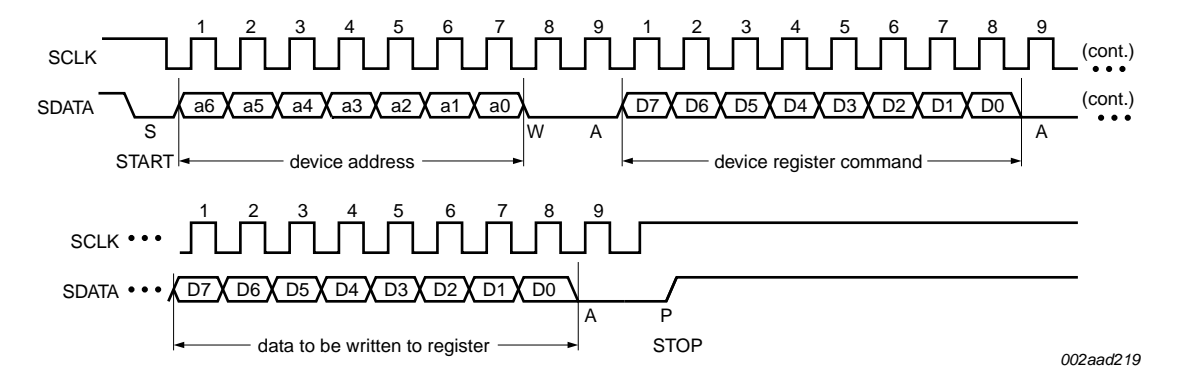 1 2 3 4 5 6 7 8 9 1 2 3 4 5 6 7 8 9
SCLK (cont.)
SDATA a6 a5 a4 a3 a2 a1 a0 D7 D6 D5 D4 D3 D2 D1 D0 (cont.)
S W A A
START device address device register command
1 2 3 4 5 6 7 8 9
SCLK
SDATA D7 D6 D5 D4 D3 D2 D1 D0
A P
data to be written to register STOP
002aad219